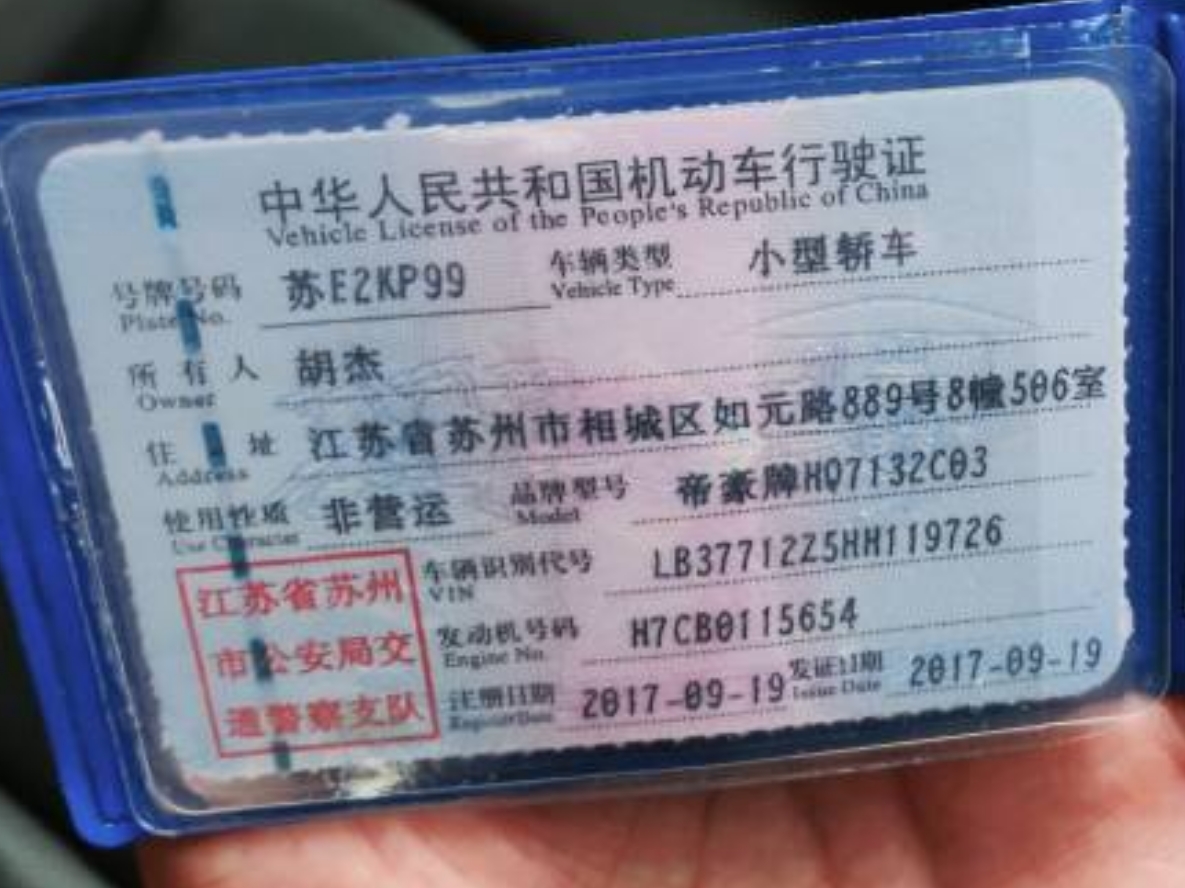 中华人民共和国机动车行驶证
Vehicle License of the People's Republic of China
号牌号码 苏E2KP99 车辆类型 小型轿车
Plate No. Vehicle Type
所有人 胡杰
Owner
住址 江苏省苏州市相城区如元路889号8幢506室
Address
使用性质 非营运 品牌型号 帝豪牌HQ7132C03
Use Character Model
江苏省苏州市公安局交通警察支队
车辆识别代号 LB37712Z5HH119726
VIN
发动机号码 H7CB0115654
Engine No.
注册日期 2017-09-19 发证日期 2017-09-19
Register Date Issue Date